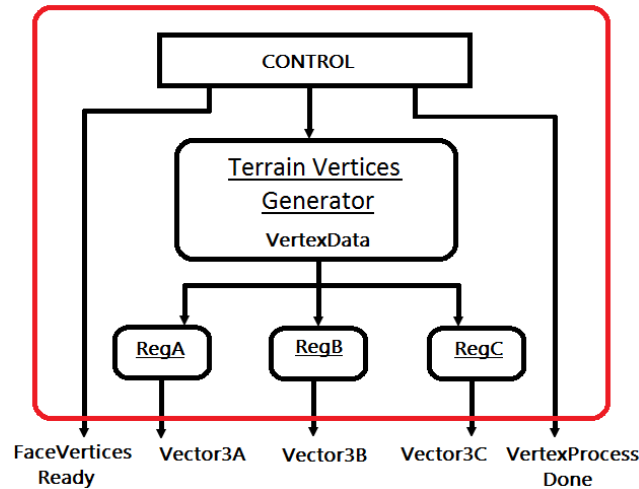 CONTROL
Terrain Vertices
Generator
VertexData
RegA
RegB
RegC
FaceVertices
Ready
Vector3A
Vector3B
Vector3C
VertexProcess
Done